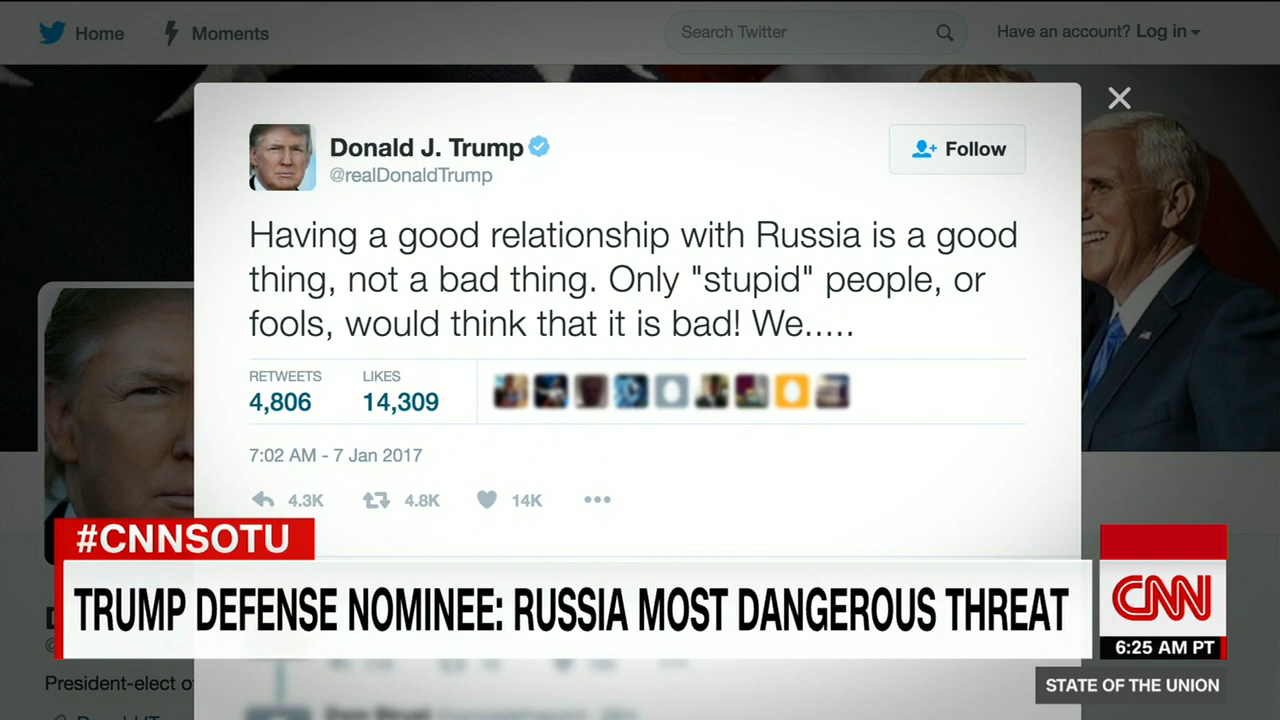 Home
Moments
Search Twitter
Have an account? Log in
Donald J. Trump
@realDonaldTrump
Follow
Having a good relationship with Russia is a good
thing, not a bad thing. Only "stupid" people, or
fools, would think that it is bad! We.....
RETWEETS
LIKES
4,806
14,309
7:02 AM - 7 Jan 2017
4.3K
4.8K
14K
#CNNSOTU
TRUMP DEFENSE NOMINEE: RUSSIA MOST DANGEROUS THREAT
CNN
6:25 AM PT
President-elect o
STATE OF THE UNION